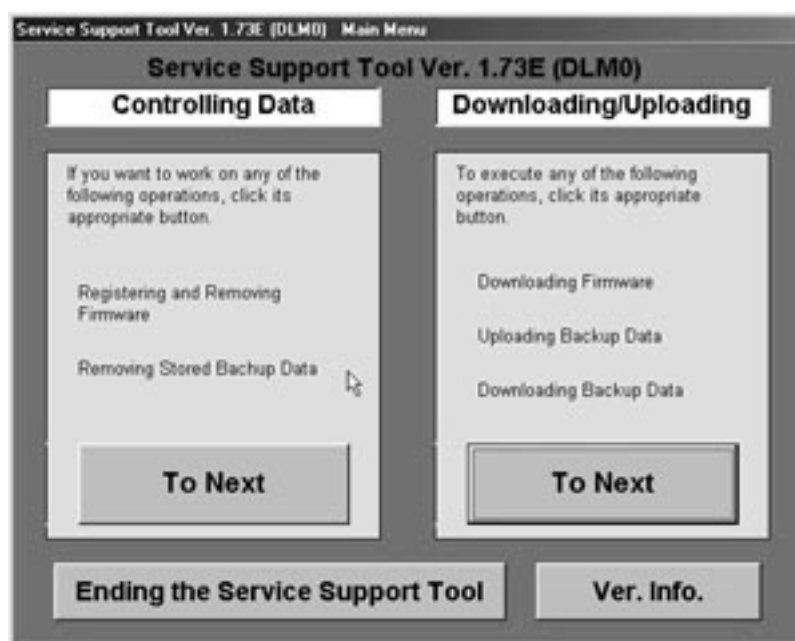 Service Support Tool Ver. 1.73E (DLM0) Main Menu
Service Support Tool Ver. 1.73E (DLM0)
Controlling Data
If you want to work on any of the
following operations, click its
appropriate button.
Registering and Removing
Firmware
Removing Stored Bachup Data
To Next
Downloading/Uploading
To execute any of the following
operations, click appropriate
button.
Downloading Firmware
Uploading Backup Data
Downloading Backup Data
To Next
Ending the Service Support Tool
Ver. Info.